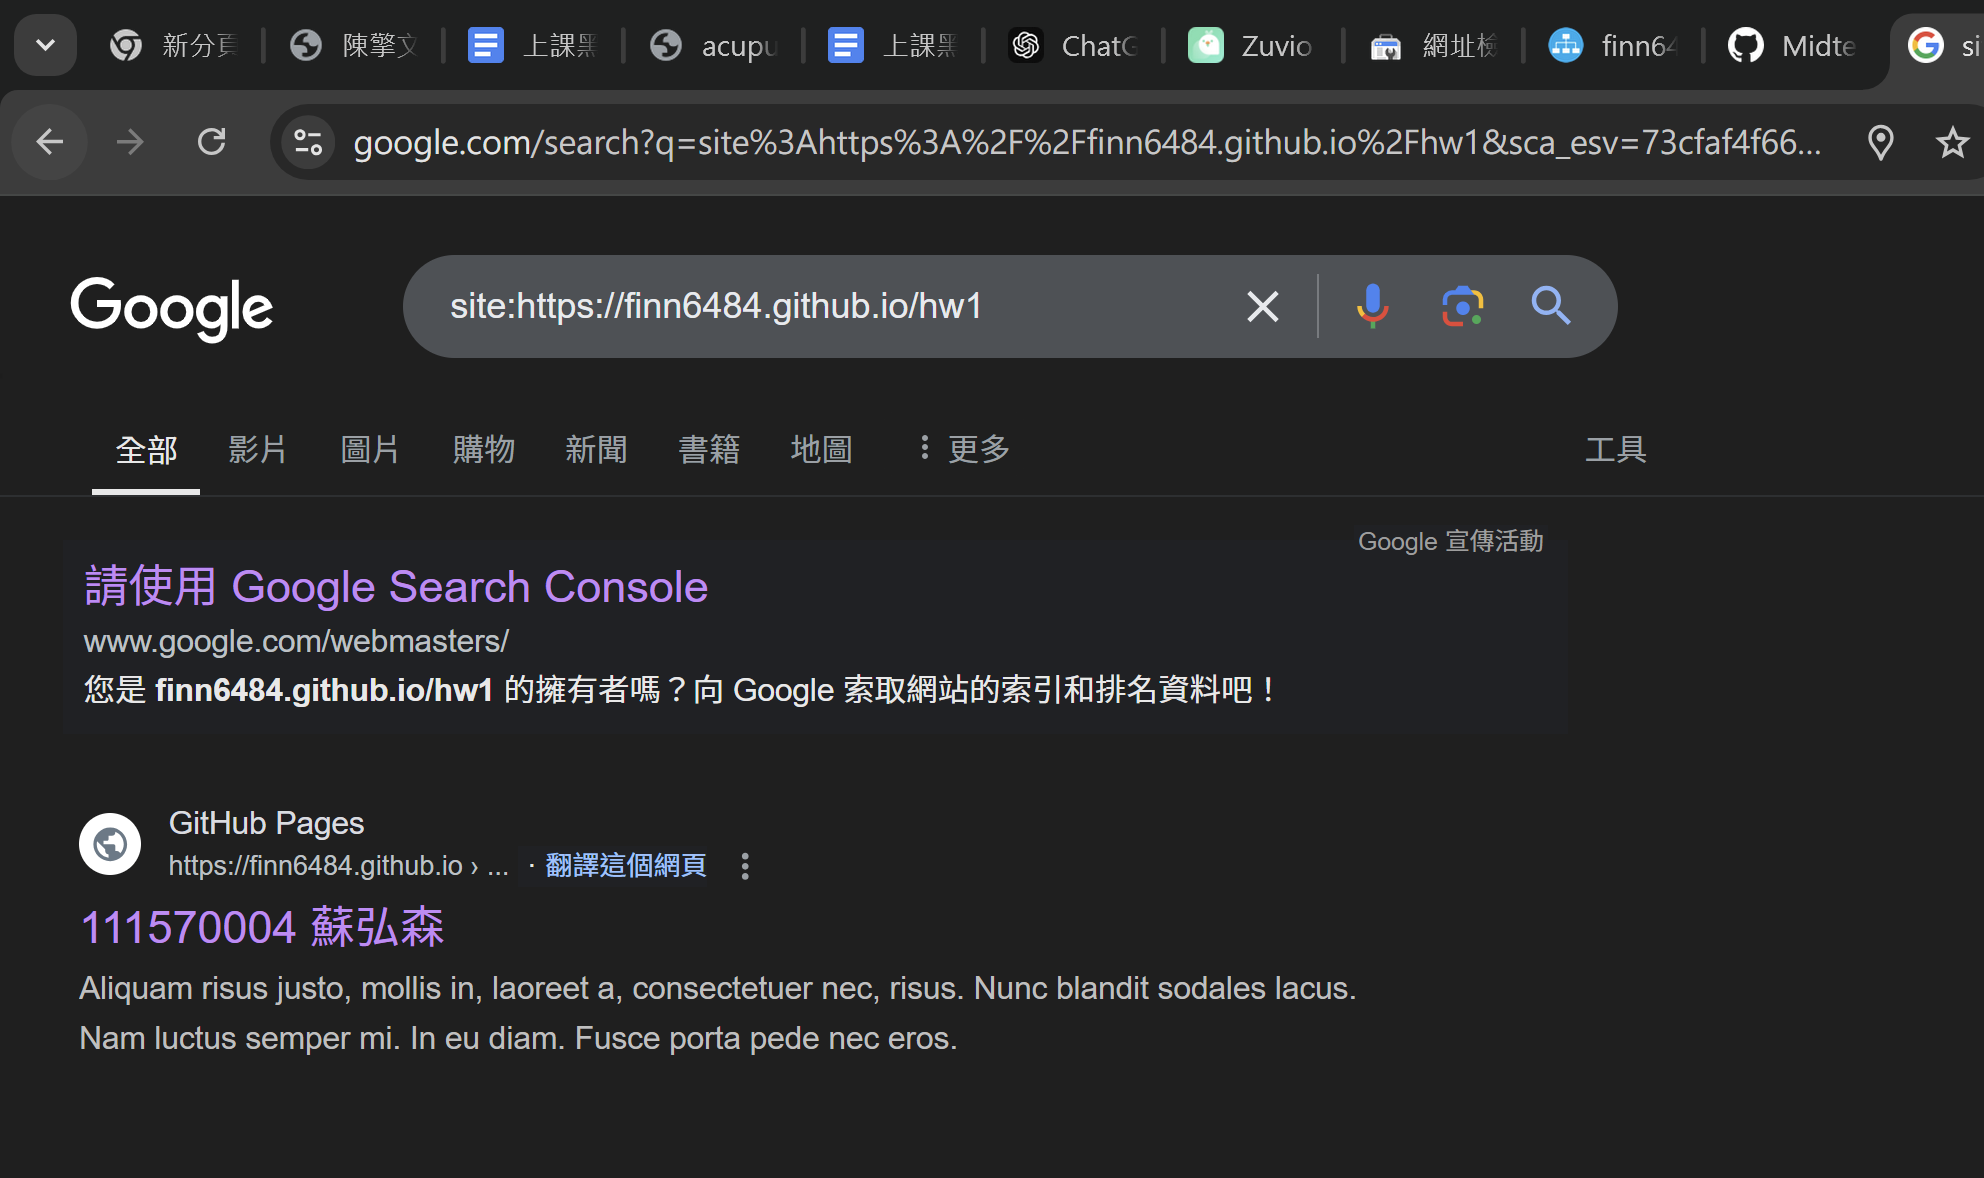 新分頁
陳擎文
上課
acupu
上課
ChatG
Zuvio
網址檢
finn64
Midte
si
google.com/search?q=site%3Ahttps%3A%2F%2Ffinn6484.github.io%2Fhw1&sca_esv=73cfaf4f66...
Google
site:https://finn6484.github.io/hw1
全部 影片 圖片 購物 新聞 書籍 地圖 更多 工具
Google 宣傳活動
請使用 Google Search Console
www.google.com/webmasters/
您是 finn6484.github.io/hw1 的擁有者嗎？向 Google 索取網站的索引和排名資料吧！
GitHub Pages
https://finn6484.github.io › ... · 翻譯這個網頁
111570004 蘇弘森
Aliquam risus justo, mollis in, laoreet a, consectetuer nec, risus. Nunc blandit sodales lacus.
Nam luctus semper mi. In eu diam. Fusce porta pede nec eros.